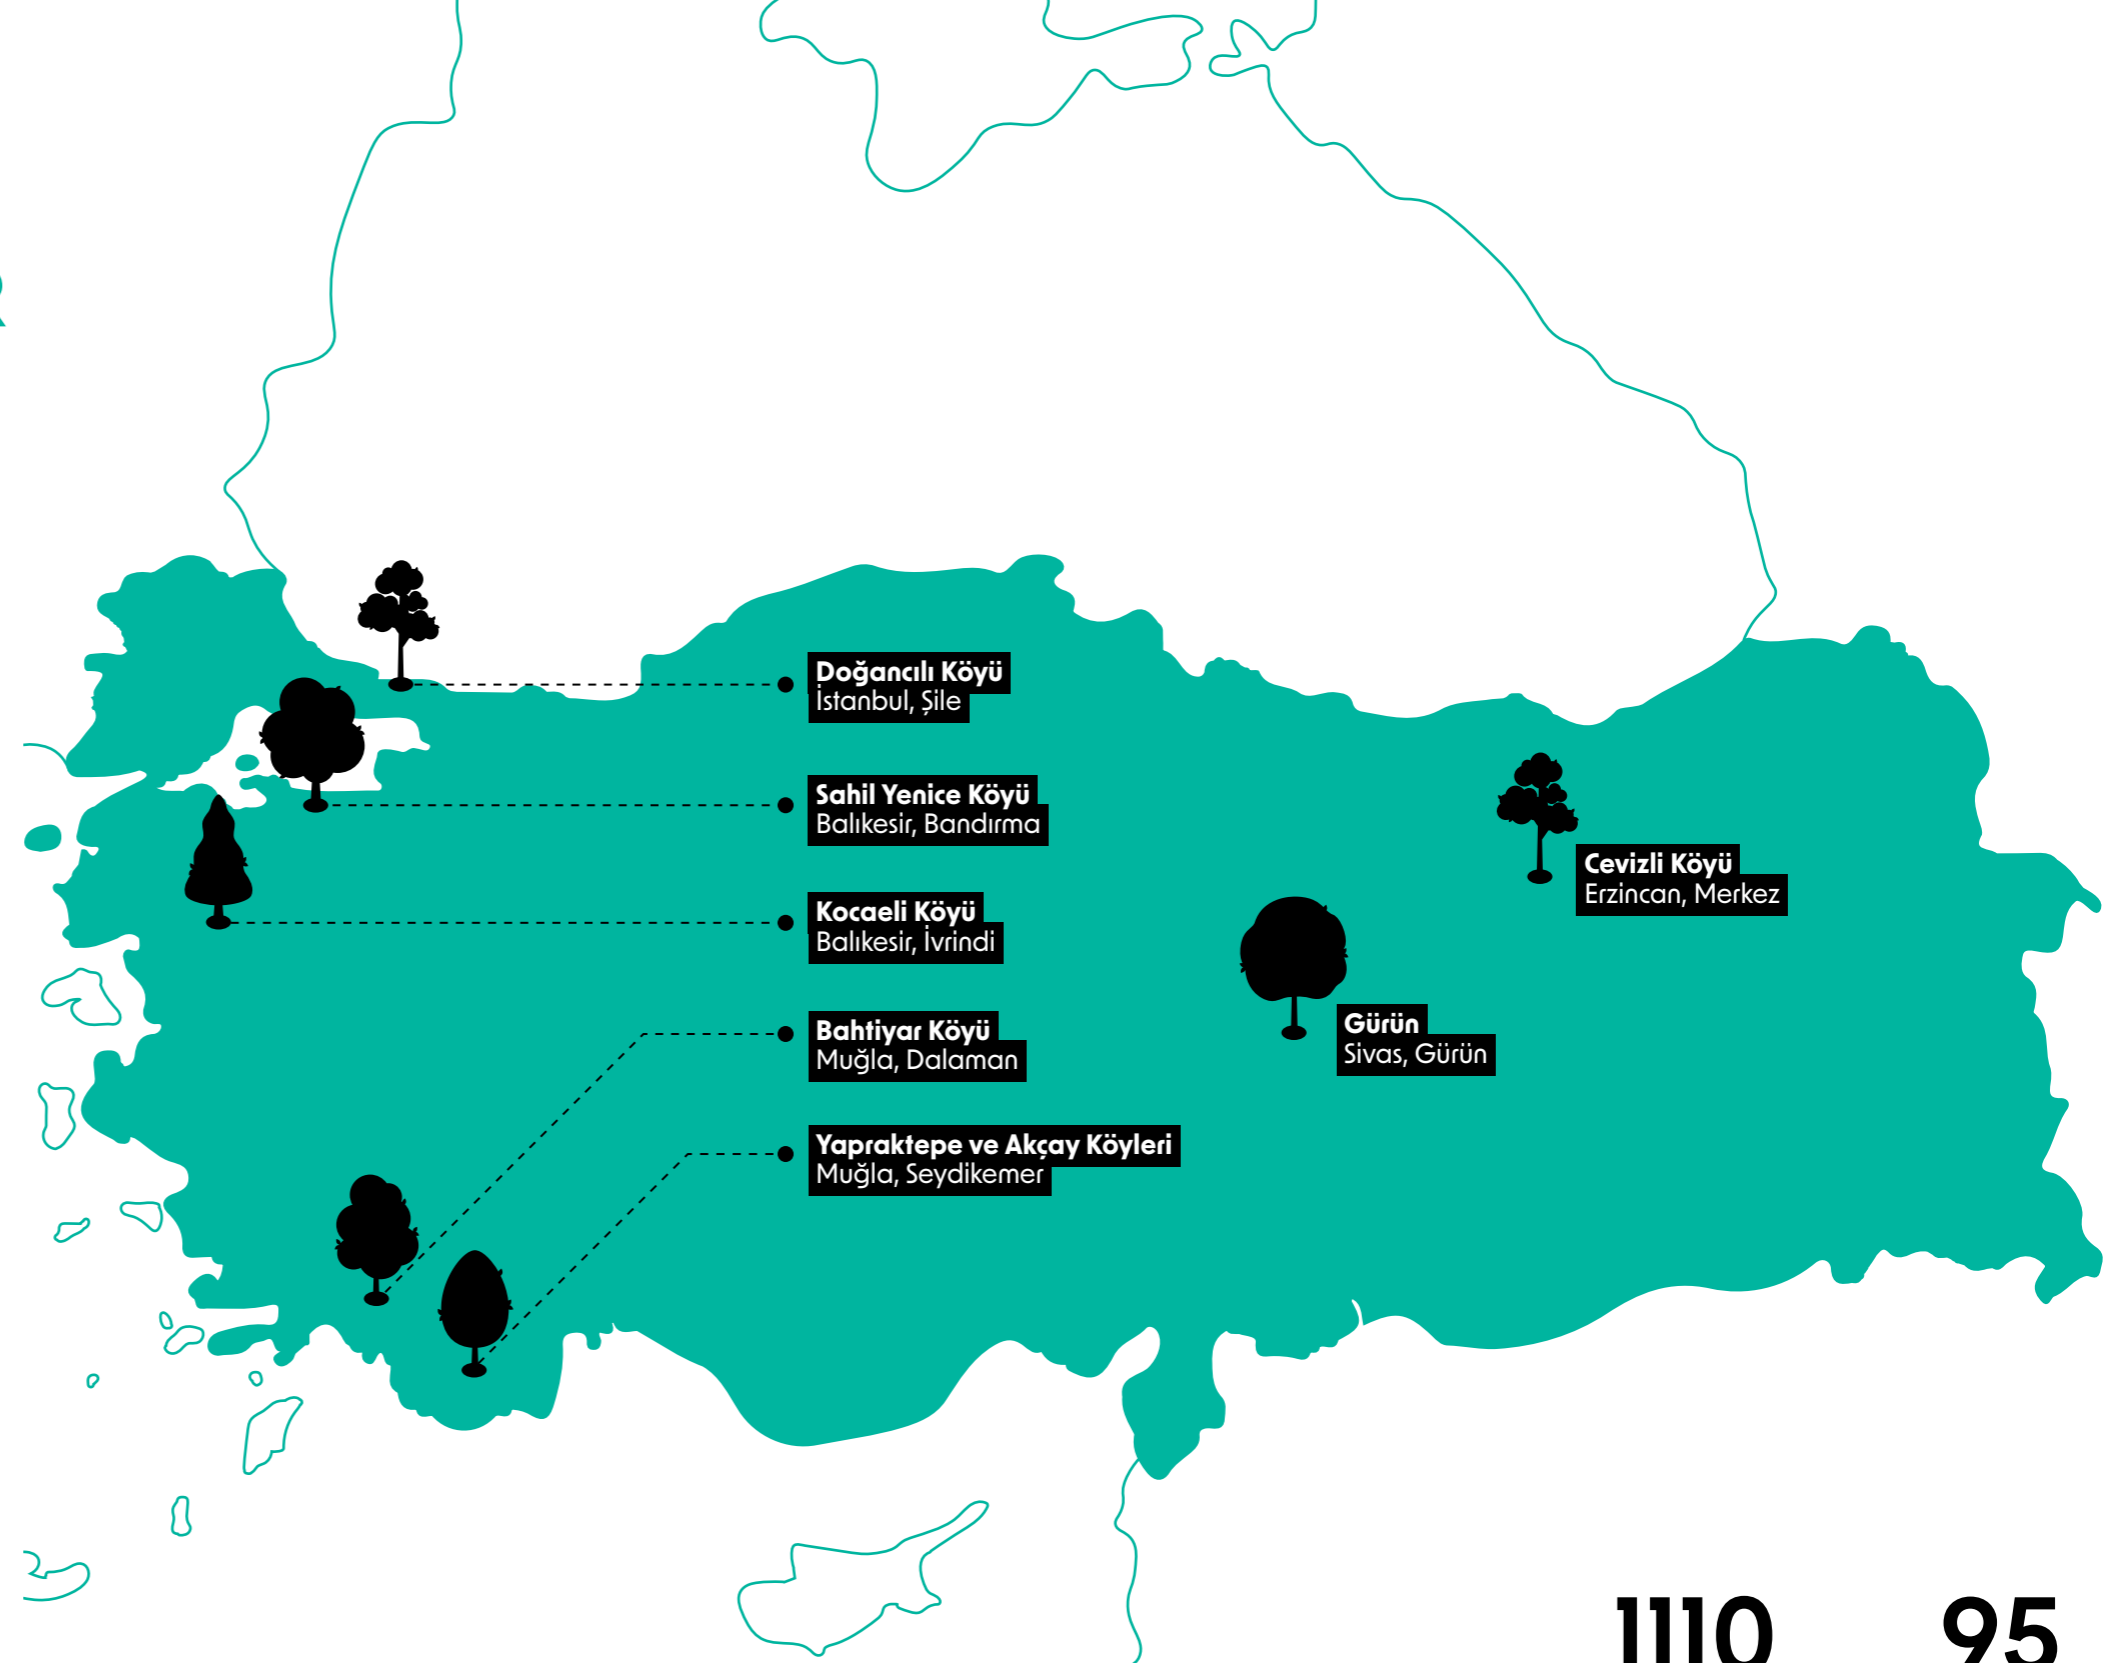 Doğancılı Köyü
İstanbul, Şile
Sahil Yenice Köyü
Balıkesir, Bandırma
Kocaeli Köyü
Balıkesir, İvrindi
Bahtiyar Köyü
Muğla, Dalaman
Yapraktepe ve Akçay Köyleri
Muğla, Seydikemer
Cevizli Köyü
Erzincan, Merkez
Gürün
Sivas, Gürün
1110 95